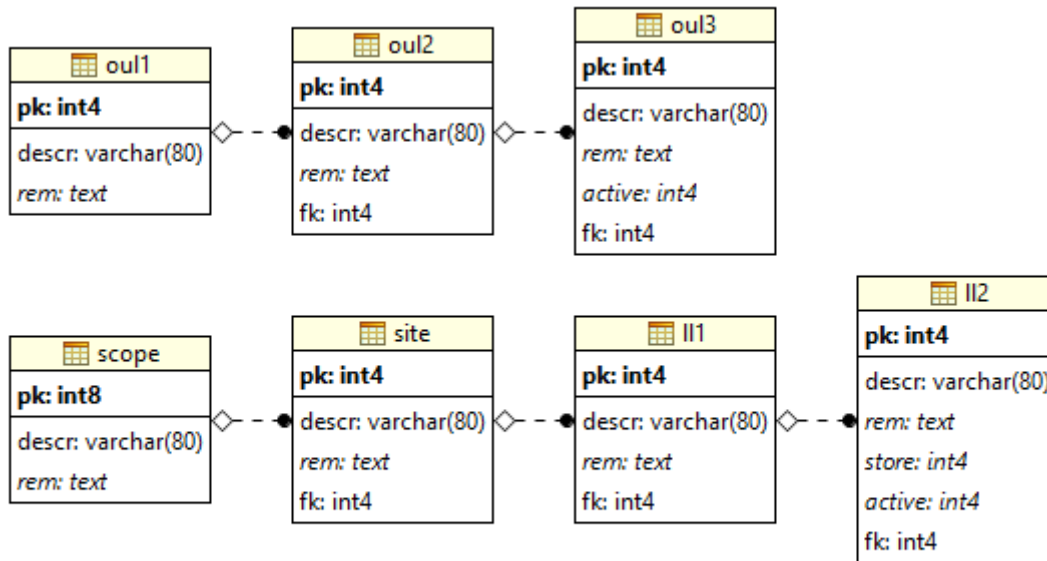 oul1
pk: int4
descr: varchar(80)
rem: text
oul2
pk: int4
descr: varchar(80)
rem: text
fk: int4
oul3
pk: int4
descr: varchar(80)
rem: text
active: int4
fk: int4
scope
pk: int8
descr: varchar(80)
rem: text
site
pk: int4
descr: varchar(80)
rem: text
fk: int4
ll1
pk: int4
descr: varchar(80)
rem: text
fk: int4
ll2
pk: int4
descr: varchar(80)
rem: text
store: int4
active: int4
fk: int4